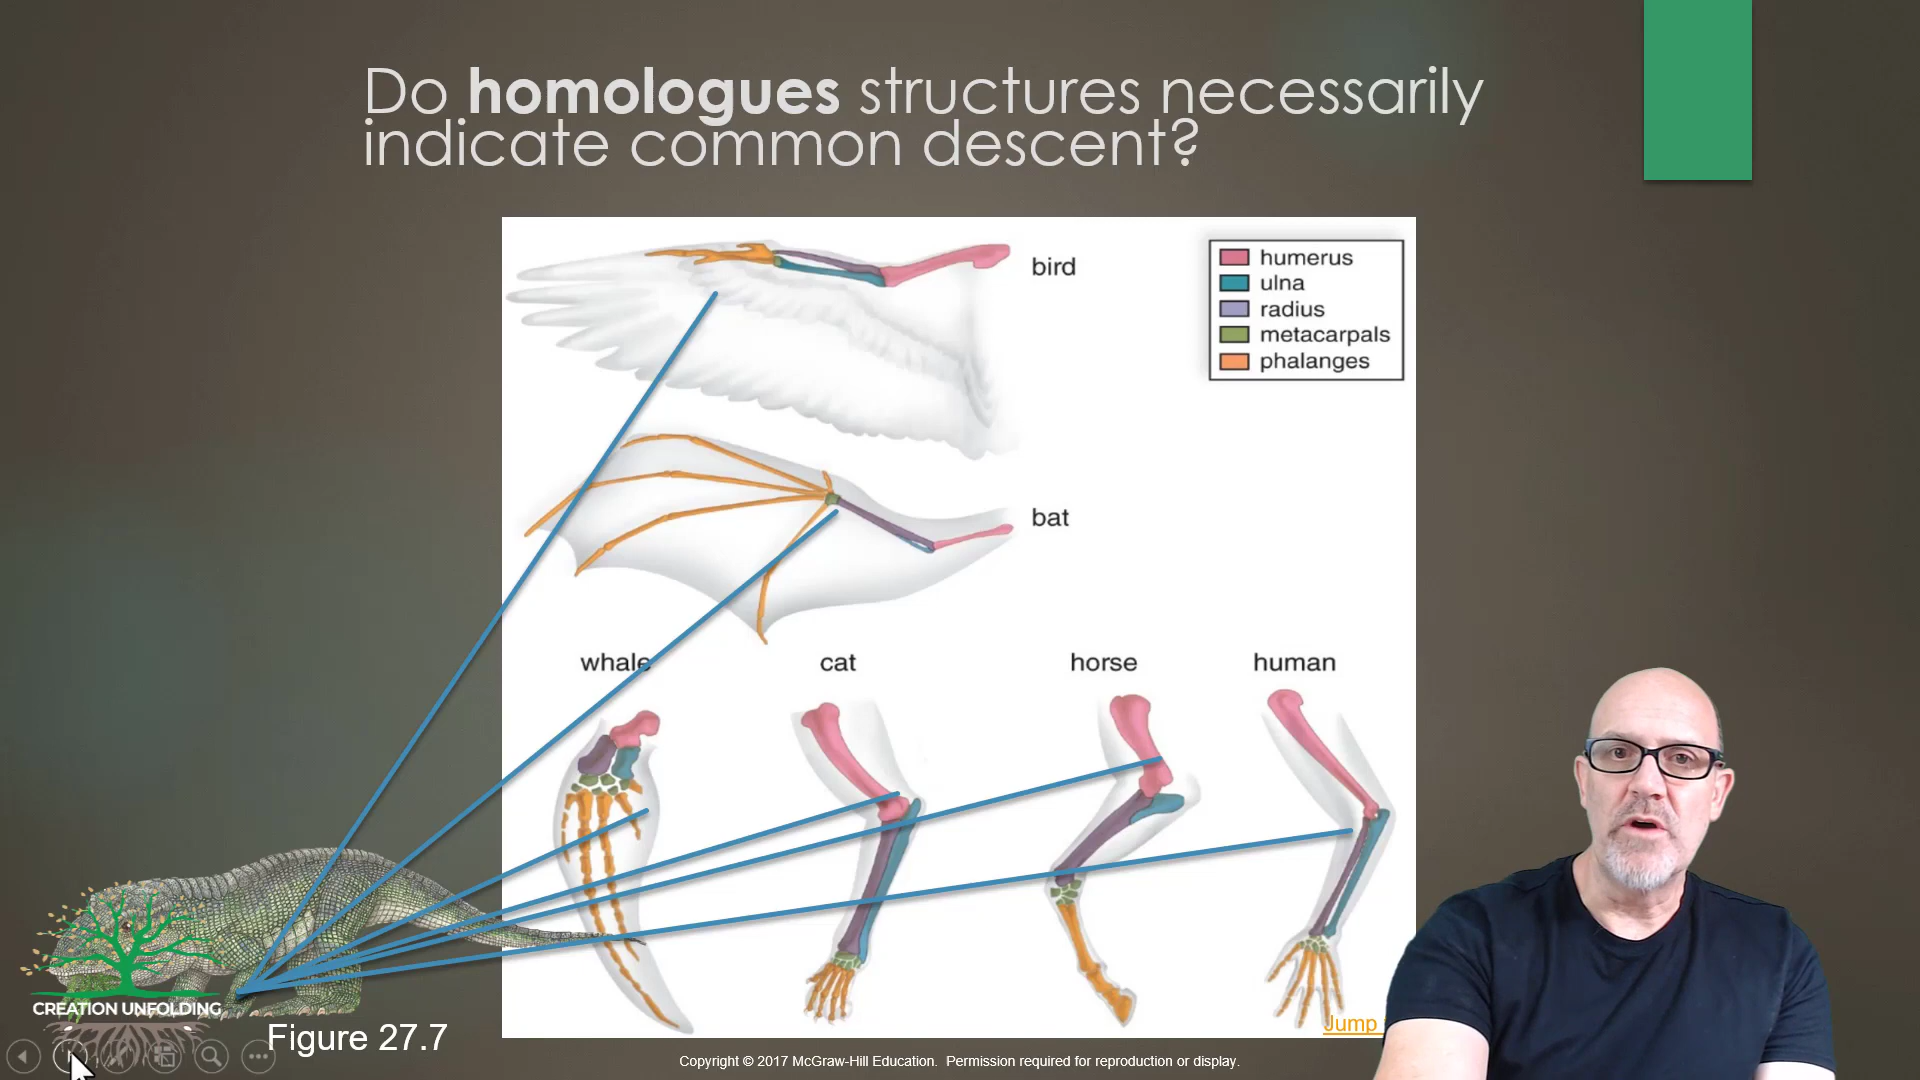 Do homologues structures necessarily
indicate common descent?
bird
humerus
ulna
radius
metacarpals
phalanges
bat
whale
cat
horse
human
CREATION UNFOLDING
Figure 27.7
Jump
Copyright © 2017 McGraw-Hill Education. Permission required for reproduction or display.